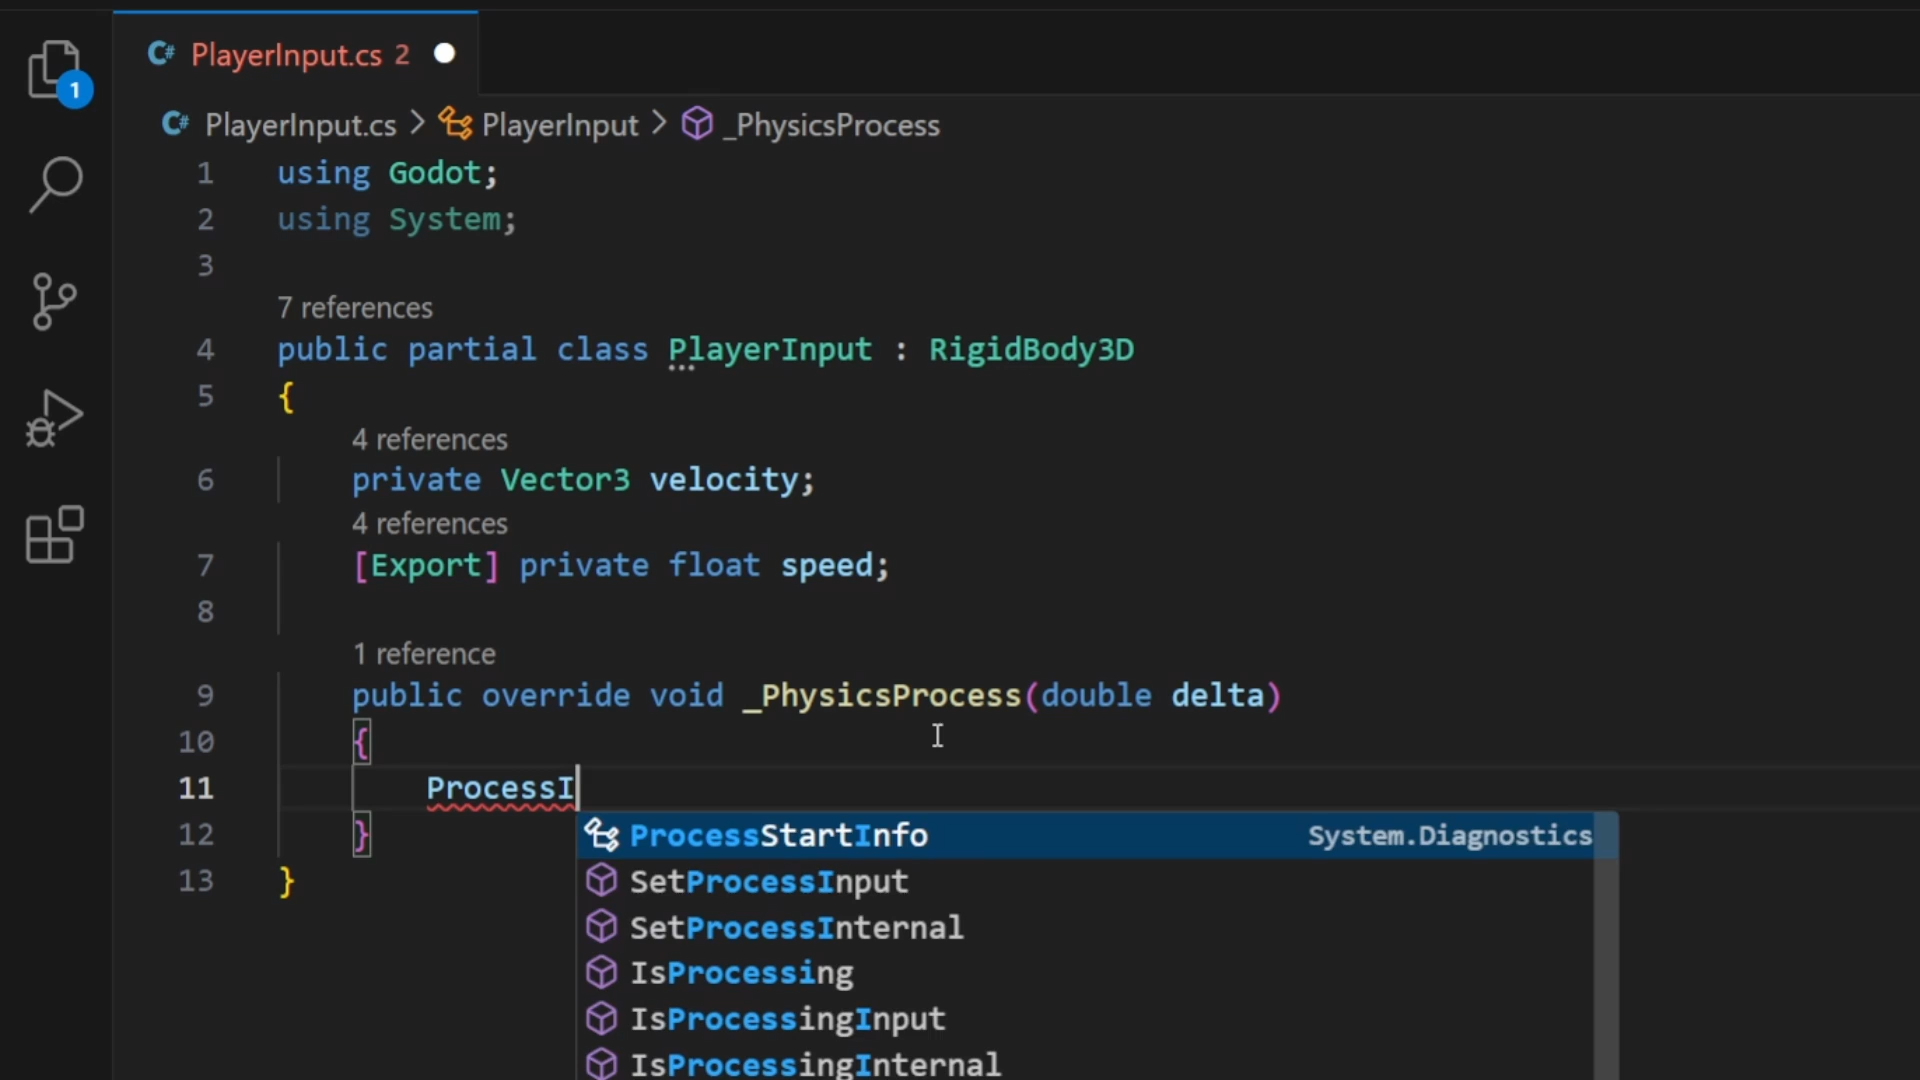 C# PlayerInput.cs 2
1
C# PlayerInput.cs > PlayerInput > _PhysicsProcess
1 using Godot;
2 using System;
3
7 references
4 public partial class PlayerInput : RigidBody3D
5 {
4 references
6 private Vector3 velocity;
4 references
7 [Export] private float speed;
8
1 reference
9 public override void _PhysicsProcess(double delta)
10 {
11 ProcessI
12 }
13 }
ProcessStartInfo System.Diagnostics
SetProcessInput
SetProcessInternal
IsProcessing
IsProcessingInput
IsProcessingInternal